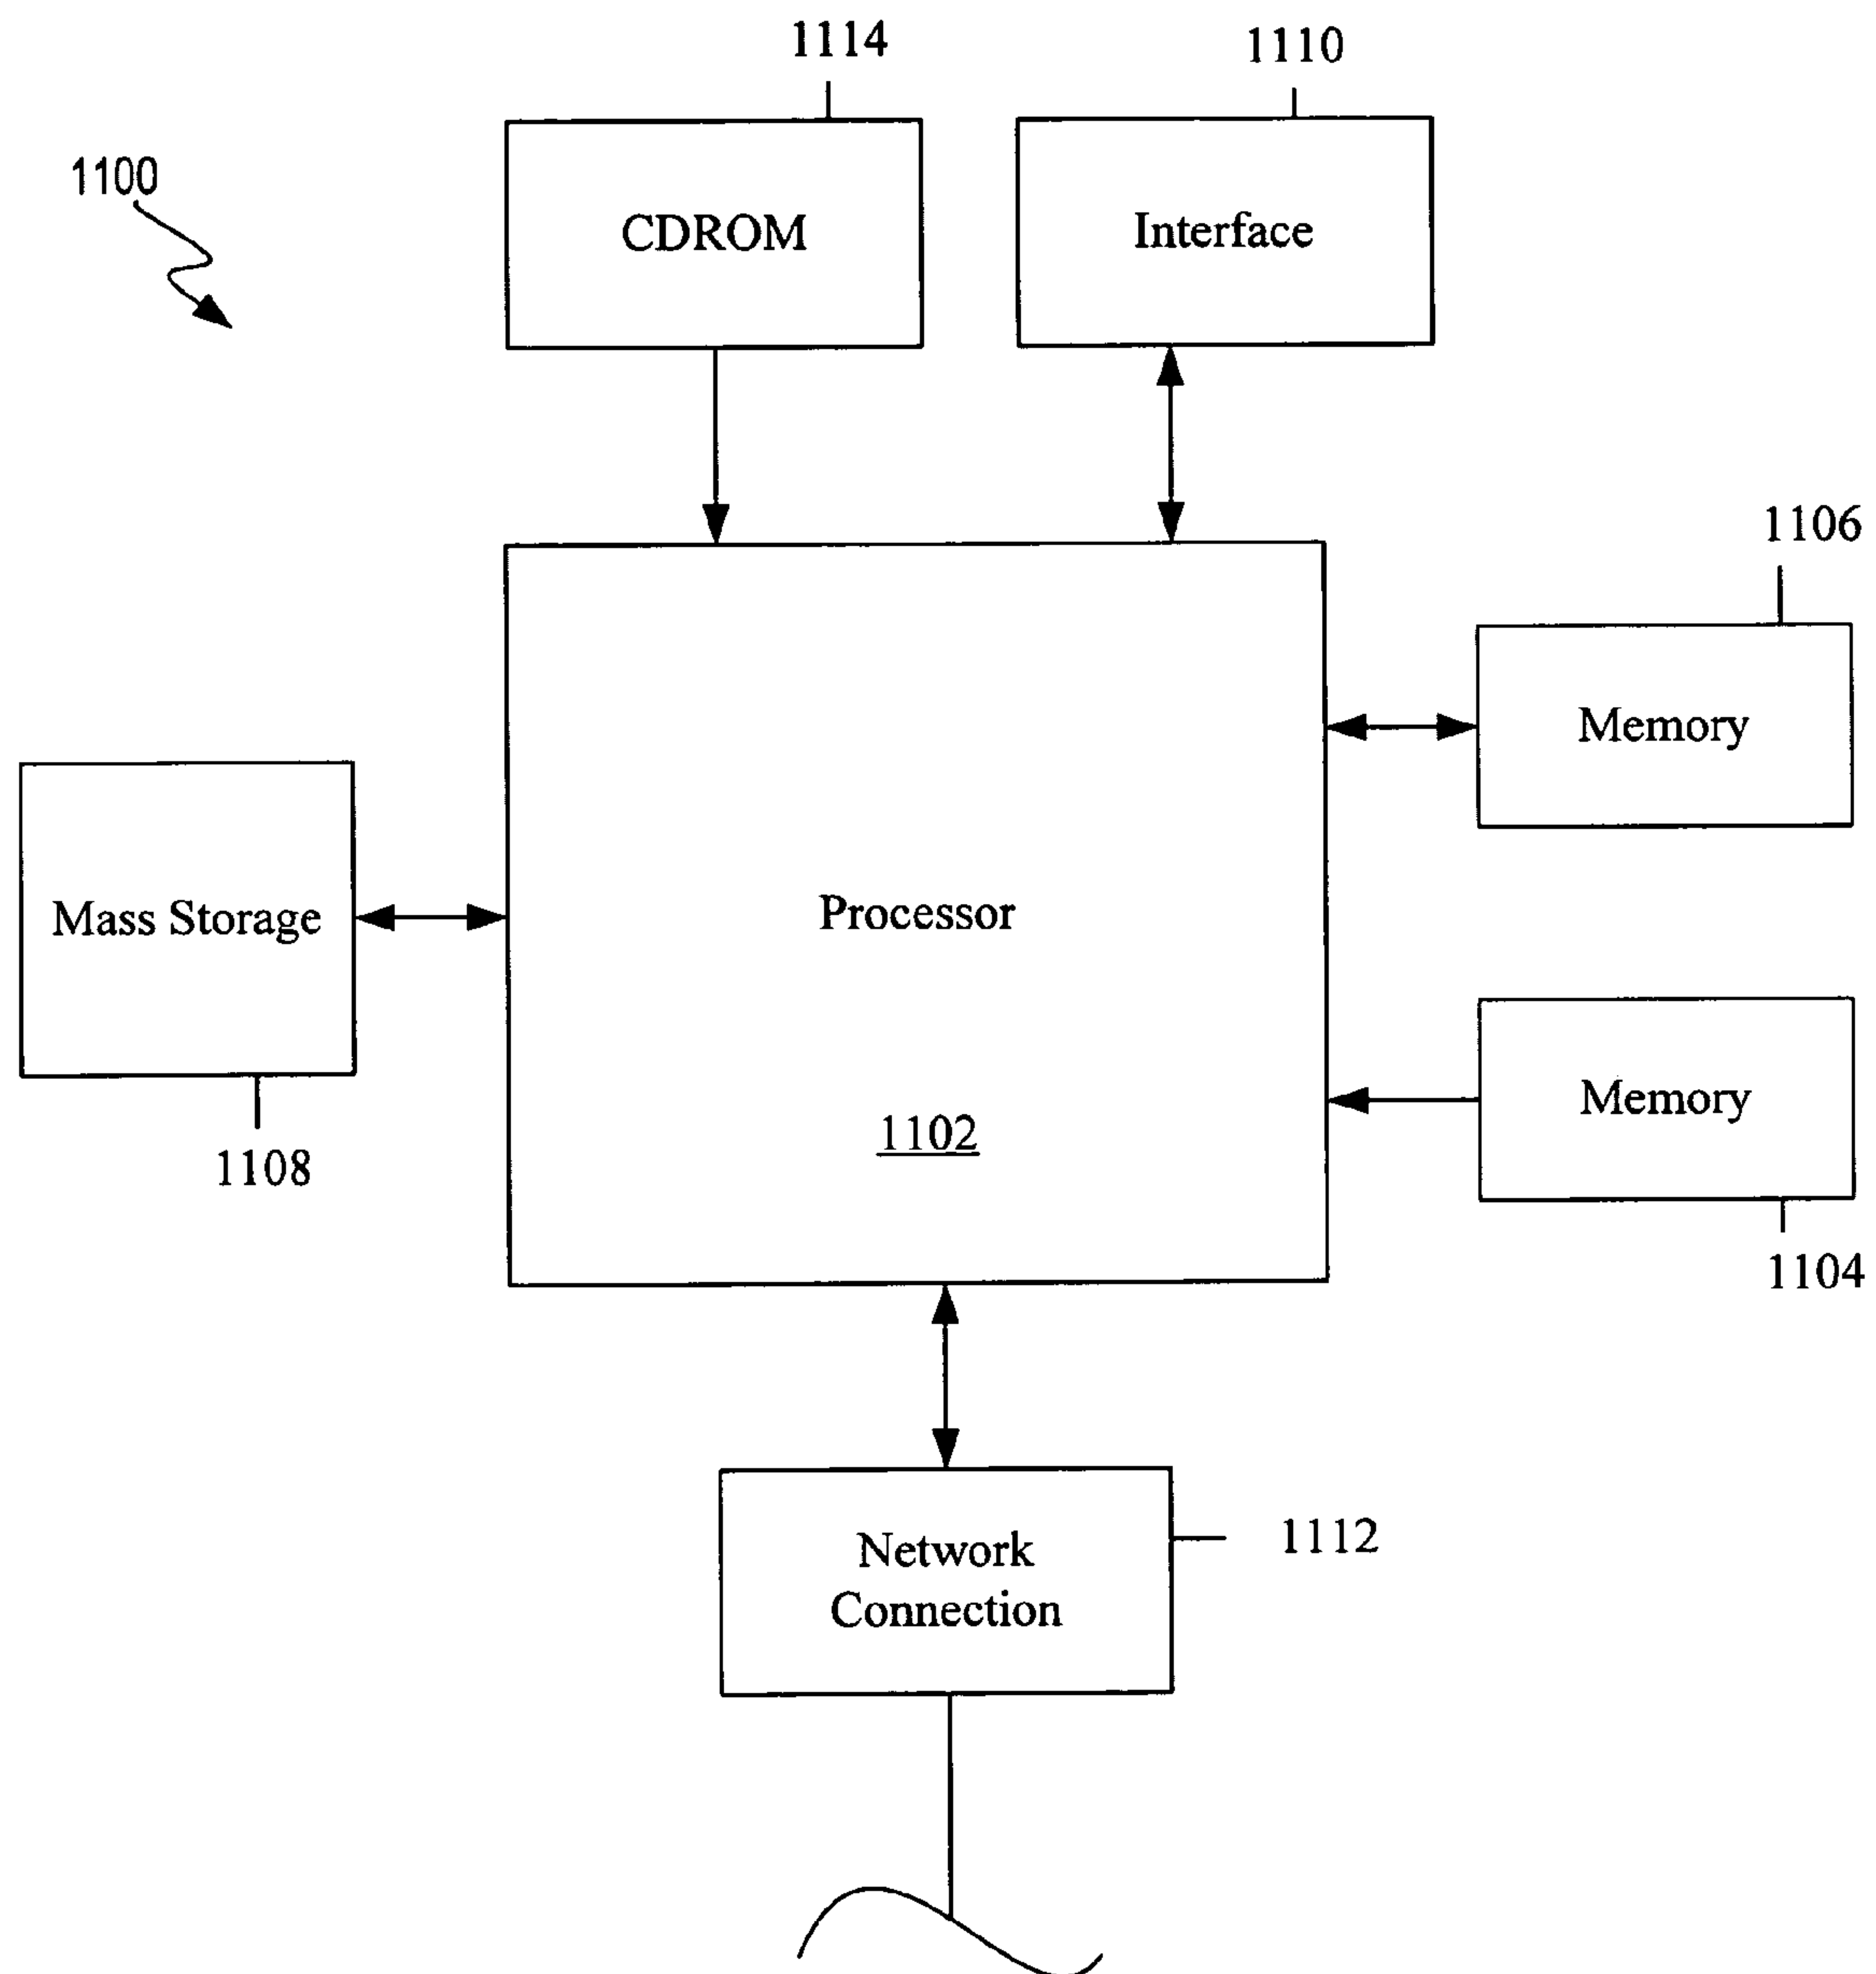 1114
1110
1100
CDROM
Interface
1106
Memory
Mass Storage
Processor
Memory
1102
1108
1104
Network
Connection
1112